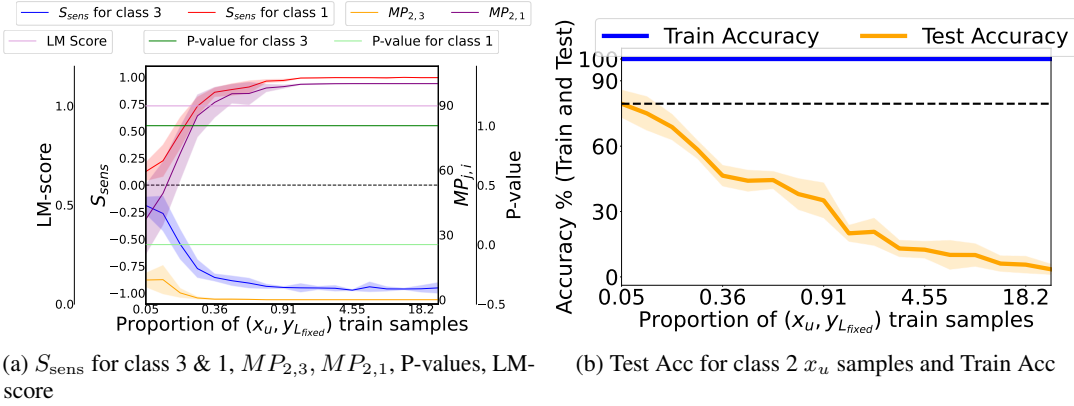 S_sens for class 3 S_sens for class 1 MP_2,3 MP_2,1
LM Score P-value for class 3 P-value for class 1
LM-score
1.0
0.5
0.0
S_sens
1.00
0.75
0.50
0.25
0.00
−0.25
−0.50
−0.75
−1.00
90
60
30
0
MP_j,i
1.0
0.5
0.0
−0.5
P-value
0.05 0.36 0.91 4.55 18.2
Proportion of (x_u, y_L_fixed) train samples
(a) S_sens for class 3 & 1, MP_2,3, MP_2,1, P-values, LM-
score
Train Accuracy Test Accuracy
Accuracy % (Train and Test)
100
90
60
30
0
0.05 0.36 0.91 4.55 18.2
Proportion of (x_u, y_L_fixed) train samples
(b) Test Acc for class 2 x_u samples and Train Acc